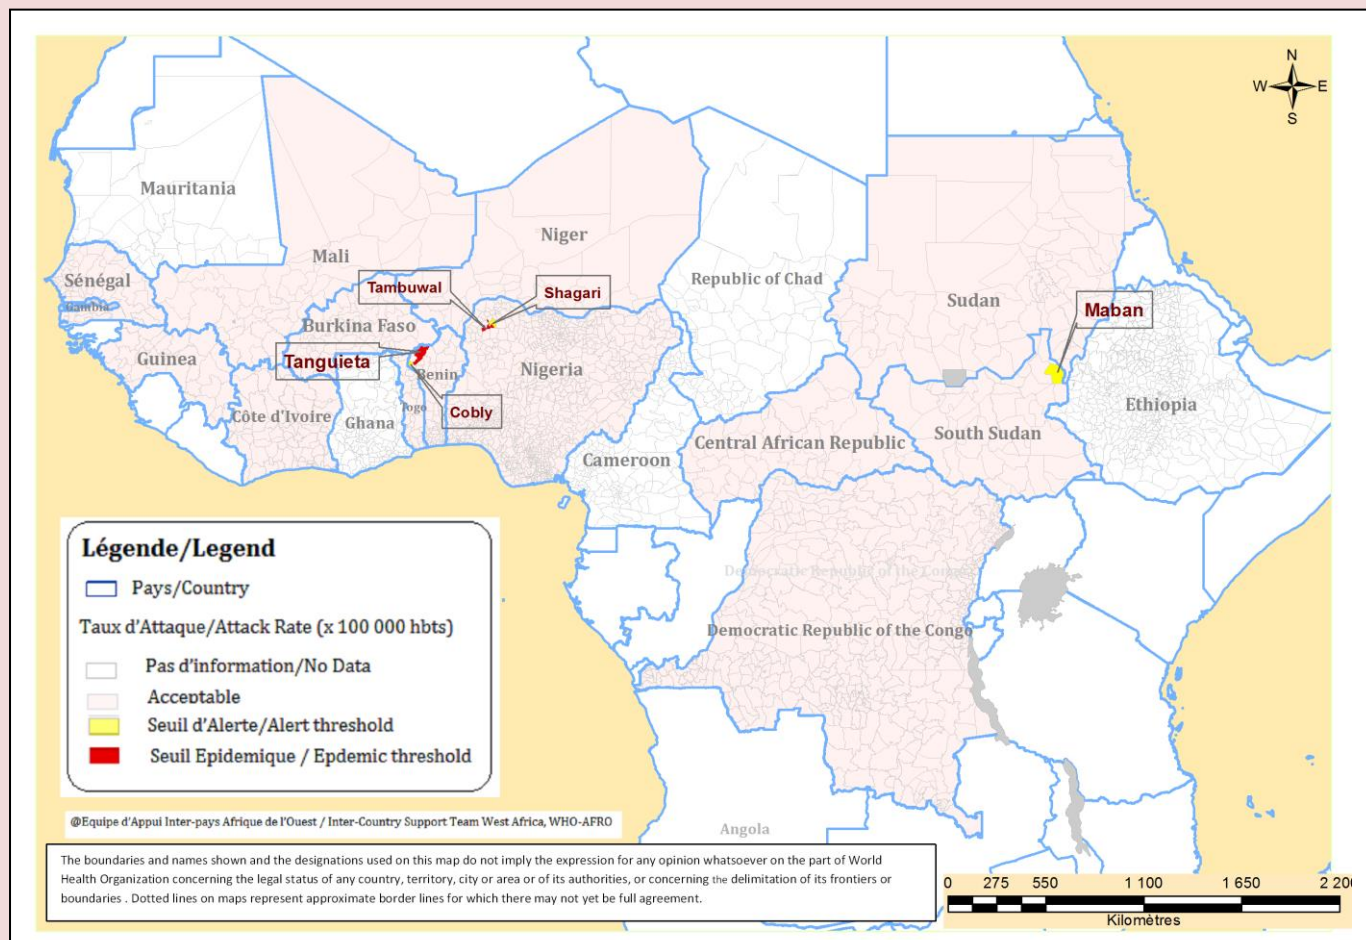 N
W E
S
Mauritania
Mali
Niger
Sénégal
Gambia
Tambuwal
Shagari
Republic of Chad
Sudan
Maban
Burkina Faso
Guinea
Tanguieta
Benin
Nigeria
Côte d'Ivoire
Ghana
Togo
Cobly
Ethiopia
Cameroon
Central African Republic
South Sudan
Democratic Republic of the Congo
Democratic Republic of the Congo
Angola
Légende/Legend
Pays/Country
Taux d'Attaque/Attack Rate (x 100 000 hbts)
Pas d'information/No Data
Acceptable
Seuil d'Alerte/Alert threshold
Seuil Epidemique / Epdemic threshold
@Equipe d'Appui Inter-pays Afrique de l'Ouest / Inter-Country Support Team West Africa, WHO-AFRO
The boundaries and names shown and the designations used on this map do not imply the expression for any opinion whatsoever on the part of World
Health Organization concerning the legal status of any country, territory, city or area or of its authorities, or concerning the delimitation of its frontiers or
boundaries . Dotted lines on maps represent approximate border lines for which there may not yet be full agreement.
0 275 550 1 100 1 650 2 200
Kilomètres